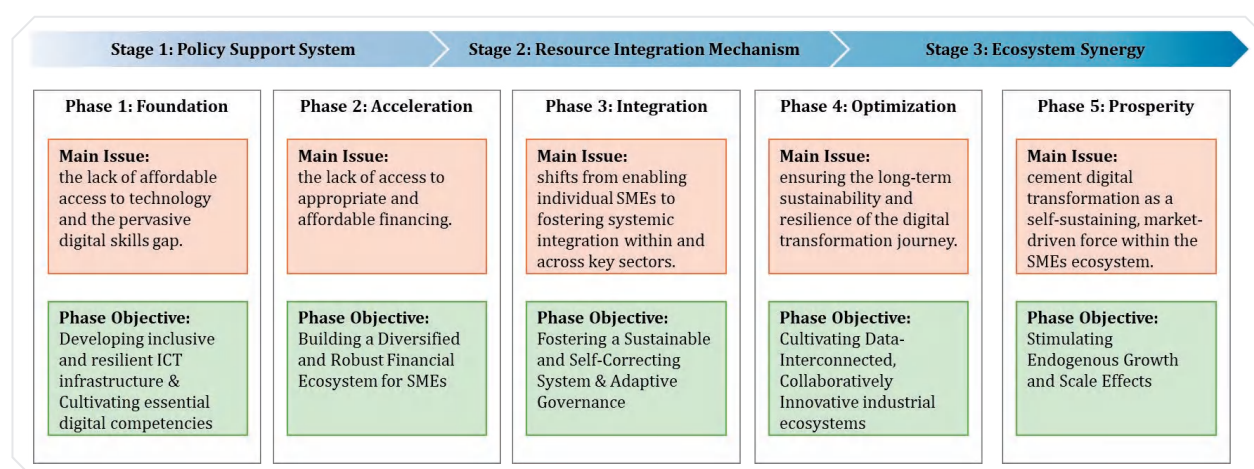 Stage 1: Policy Support System
Stage 2: Resource Integration Mechanism
Stage 3: Ecosystem Synergy
Phase 1: Foundation
Main Issue:
the lack of affordable
access to technology
and the pervasive
digital skills gap.
Phase Objective:
Developing inclusive
and resilient ICT
infrastructure &
Cultivating essential
digital competencies
Phase 2: Acceleration
Main Issue:
the lack of access to
appropriate and
affordable financing.
Phase Objective:
Building a Diversified
and Robust Financial
Ecosystem for SMEs
Phase 3: Integration
Main Issue:
shifts from enabling
individual SMEs to
fostering systemic
integration within and
across key sectors.
Phase Objective:
Fostering a Sustainable
and Self-Correcting
System & Adaptive
Governance
Phase 4: Optimization
Main Issue:
ensuring the long-term
sustainability and
resilience of the digital
transformation journey.
Phase Objective:
Cultivating Data-
Interconnected,
Collaboratively
Innovative industrial
ecosystems
Phase 5: Prosperity
Main Issue:
cement digital
transformation as a
self-sustaining, market-
driven force within the
SMEs ecosystem.
Phase Objective:
Stimulating
Endogenous Growth
and Scale Effects